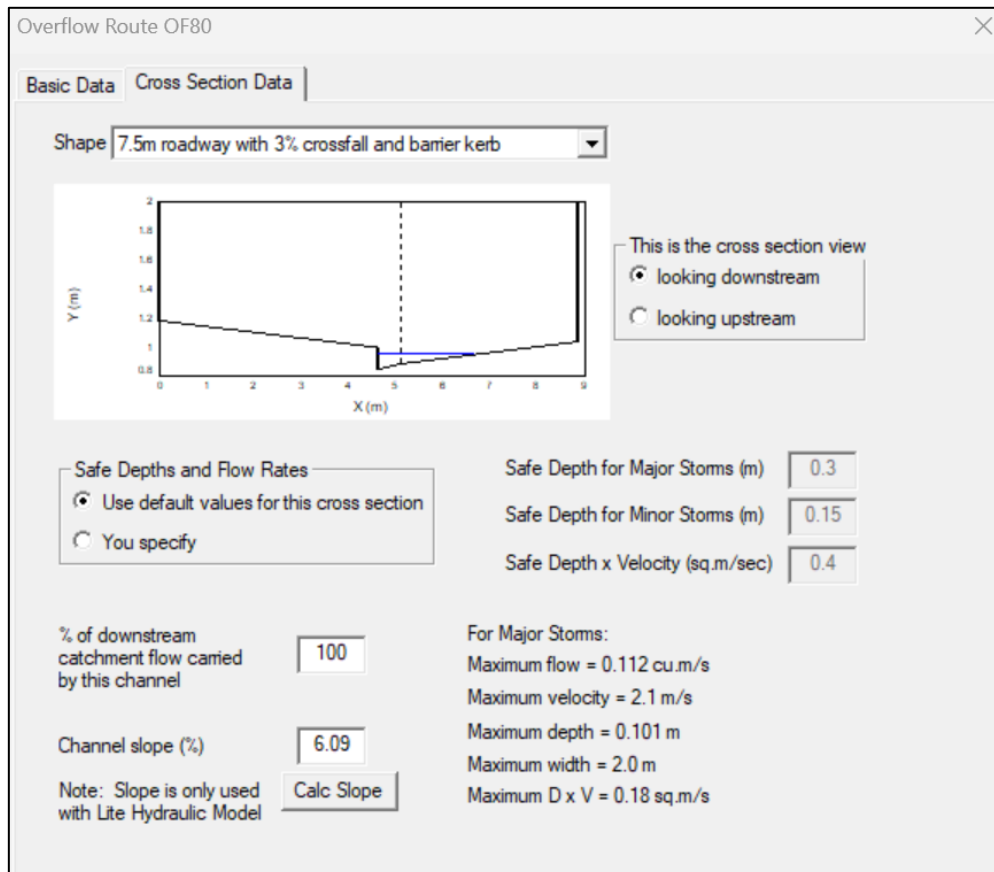 Overflow Route OF80
Basic Data
Cross Section Data
Shape
7.5m roadway with 3% crossfall and barrier kerb
2
1.8
1.6
1.4
1.2
1
0.8
Y (m)
0 1 2 3 4 5 6 7 8 9
X (m)
This is the cross section view
looking downstream
looking upstream
Safe Depths and Flow Rates
Use default values for this cross section
You specify
Safe Depth for Major Storms (m) 0.3
Safe Depth for Minor Storms (m) 0.15
Safe Depth x Velocity (sq.m/sec) 0.4
% of downstream
catchment flow carried
by this channel
100
Channel slope (%) 6.09
Note: Slope is only used
with Lite Hydraulic Model
Calc Slope
For Major Storms:
Maximum flow = 0.112 cu.m/s
Maximum velocity = 2.1 m/s
Maximum depth = 0.101 m
Maximum width = 2.0 m
Maximum D x V = 0.18 sq.m/s